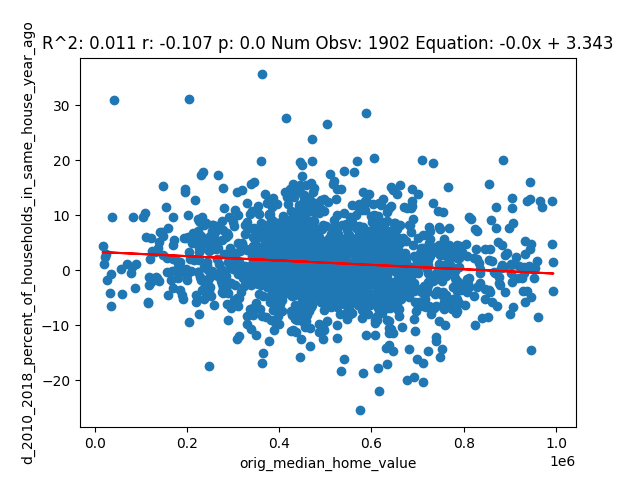 R^2: 0.011 r: -0.107 p: 0.0 Num Obsv: 1902 Equation: -0.0x + 3.343
d_2010_2018_percent_of_households_in_same_house_year_ago
30
20
10
0
−10
−20
0.0 0.2 0.4 0.6 0.8 1.0
1e6
orig_median_home_value